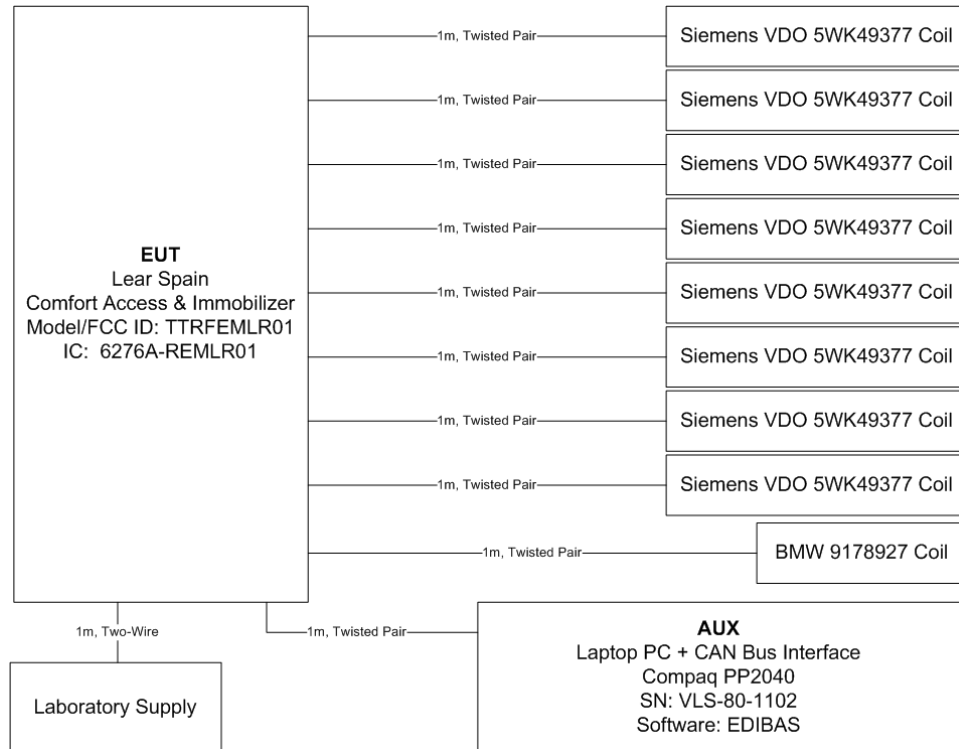 1m, Twisted Pair
Siemens VDO 5WK49377 Coil
1m, Twisted Pair
Siemens VDO 5WK49377 Coil
1m, Twisted Pair
Siemens VDO 5WK49377 Coil
1m, Twisted Pair
Siemens VDO 5WK49377 Coil
1m, Twisted Pair
Siemens VDO 5WK49377 Coil
1m, Twisted Pair
Siemens VDO 5WK49377 Coil
1m, Twisted Pair
Siemens VDO 5WK49377 Coil
1m, Twisted Pair
Siemens VDO 5WK49377 Coil
EUT
Lear Spain
Comfort Access & Immobilizer
Model/FCC ID: TTRFEMLR01
IC: 6276A-REMLR01
1m, Twisted Pair
BMW 9178927 Coil
1m, Two-Wire
1m, Twisted Pair
Laboratory Supply
AUX
Laptop PC + CAN Bus Interface
Compaq PP2040
SN: VLS-80-1102
Software: EDIBAS